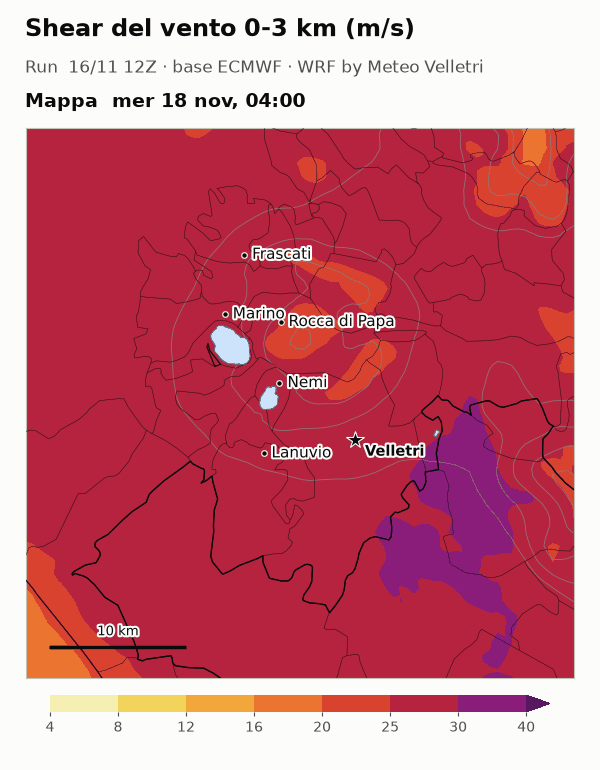 Shear del vento 0-3 km (m/s)
Run 16/11 12Z · base ECMWF · WRF by Meteo Velletri
Mappa mer 18 nov, 04:00
Frascati
Marino
Rocca di Papa
Nemi
Velletri
Lanuvio
10 km
4 8 12 16 20 25 30 40